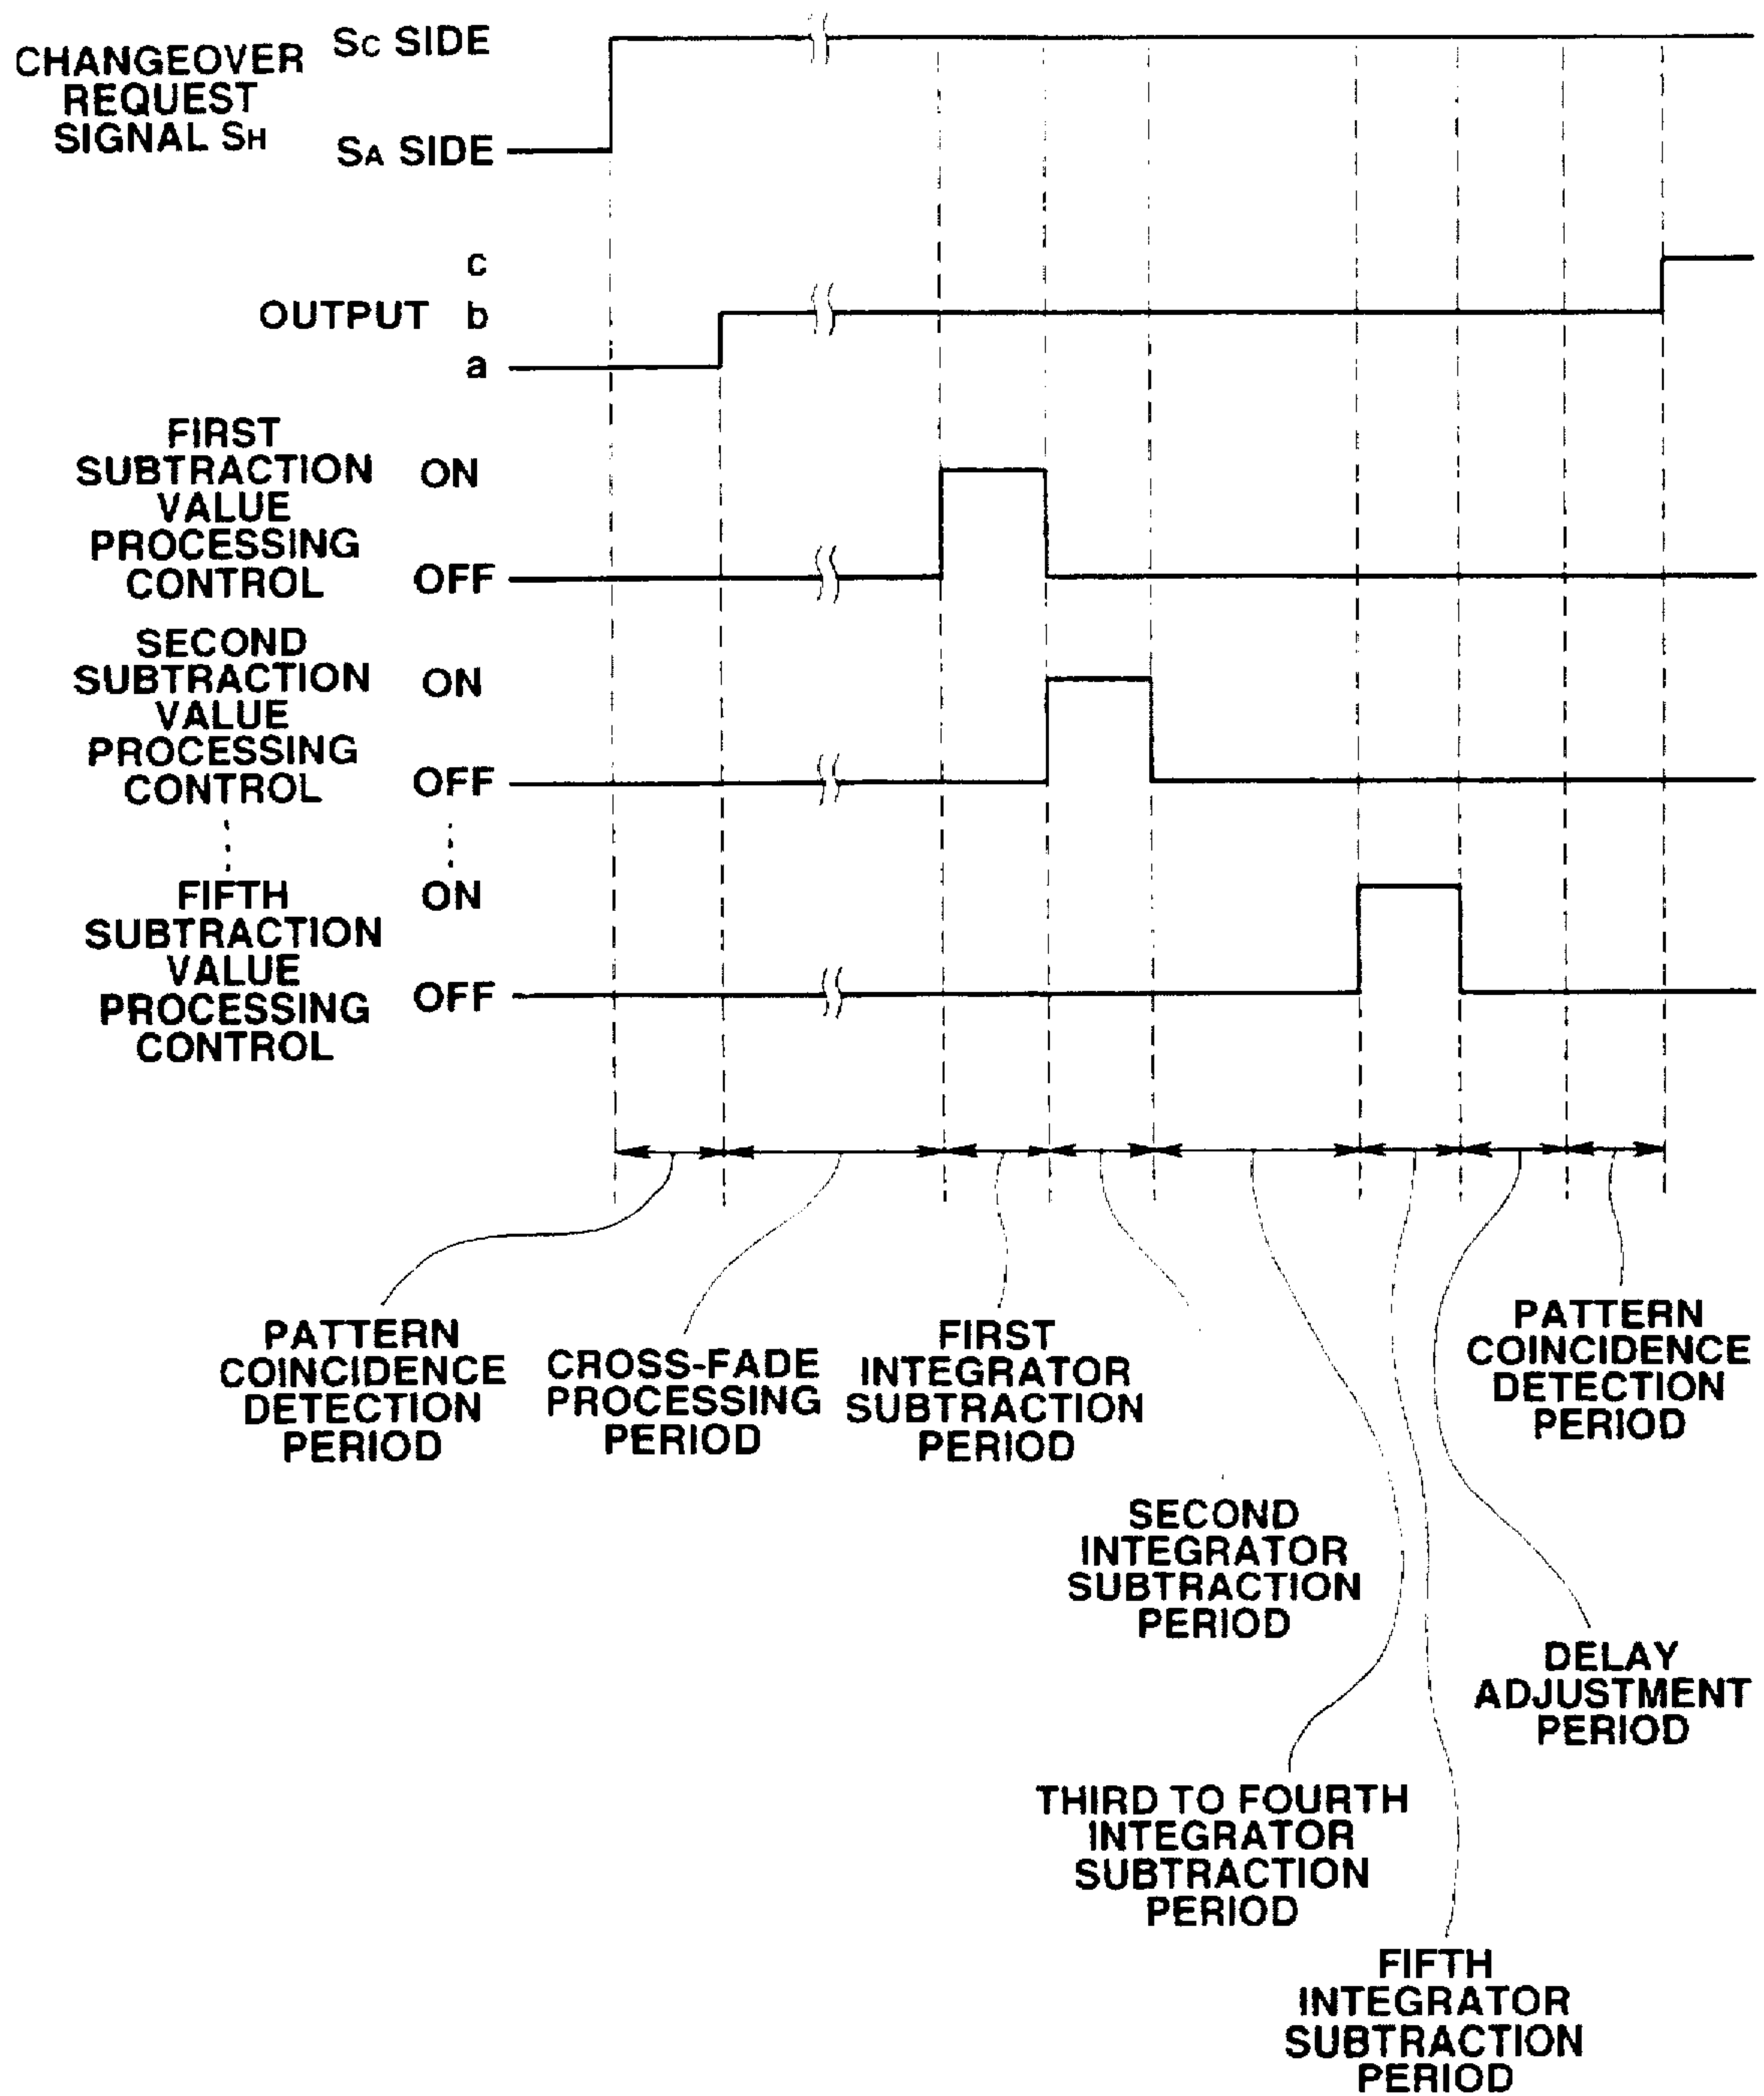 CHANGEOVER
REQUEST
SIGNAL SH
SC SIDE
SA SIDE
OUTPUT
c
b
a
FIRST
SUBTRACTION
VALUE
PROCESSING
CONTROL
ON
OFF
SECOND
SUBTRACTION
VALUE
PROCESSING
CONTROL
ON
OFF
FIFTH
SUBTRACTION
VALUE
PROCESSING
CONTROL
ON
OFF
PATTERN
COINCIDENCE
DETECTION
PERIOD
CROSS-FADE
PROCESSING
PERIOD
FIRST
INTEGRATOR
SUBTRACTION
PERIOD
SECOND
INTEGRATOR
SUBTRACTION
PERIOD
THIRD TO FOURTH
INTEGRATOR
SUBTRACTION
PERIOD
FIFTH
INTEGRATOR
SUBTRACTION
PERIOD
DELAY
ADJUSTMENT
PERIOD
PATTERN
COINCIDENCE
DETECTION
PERIOD